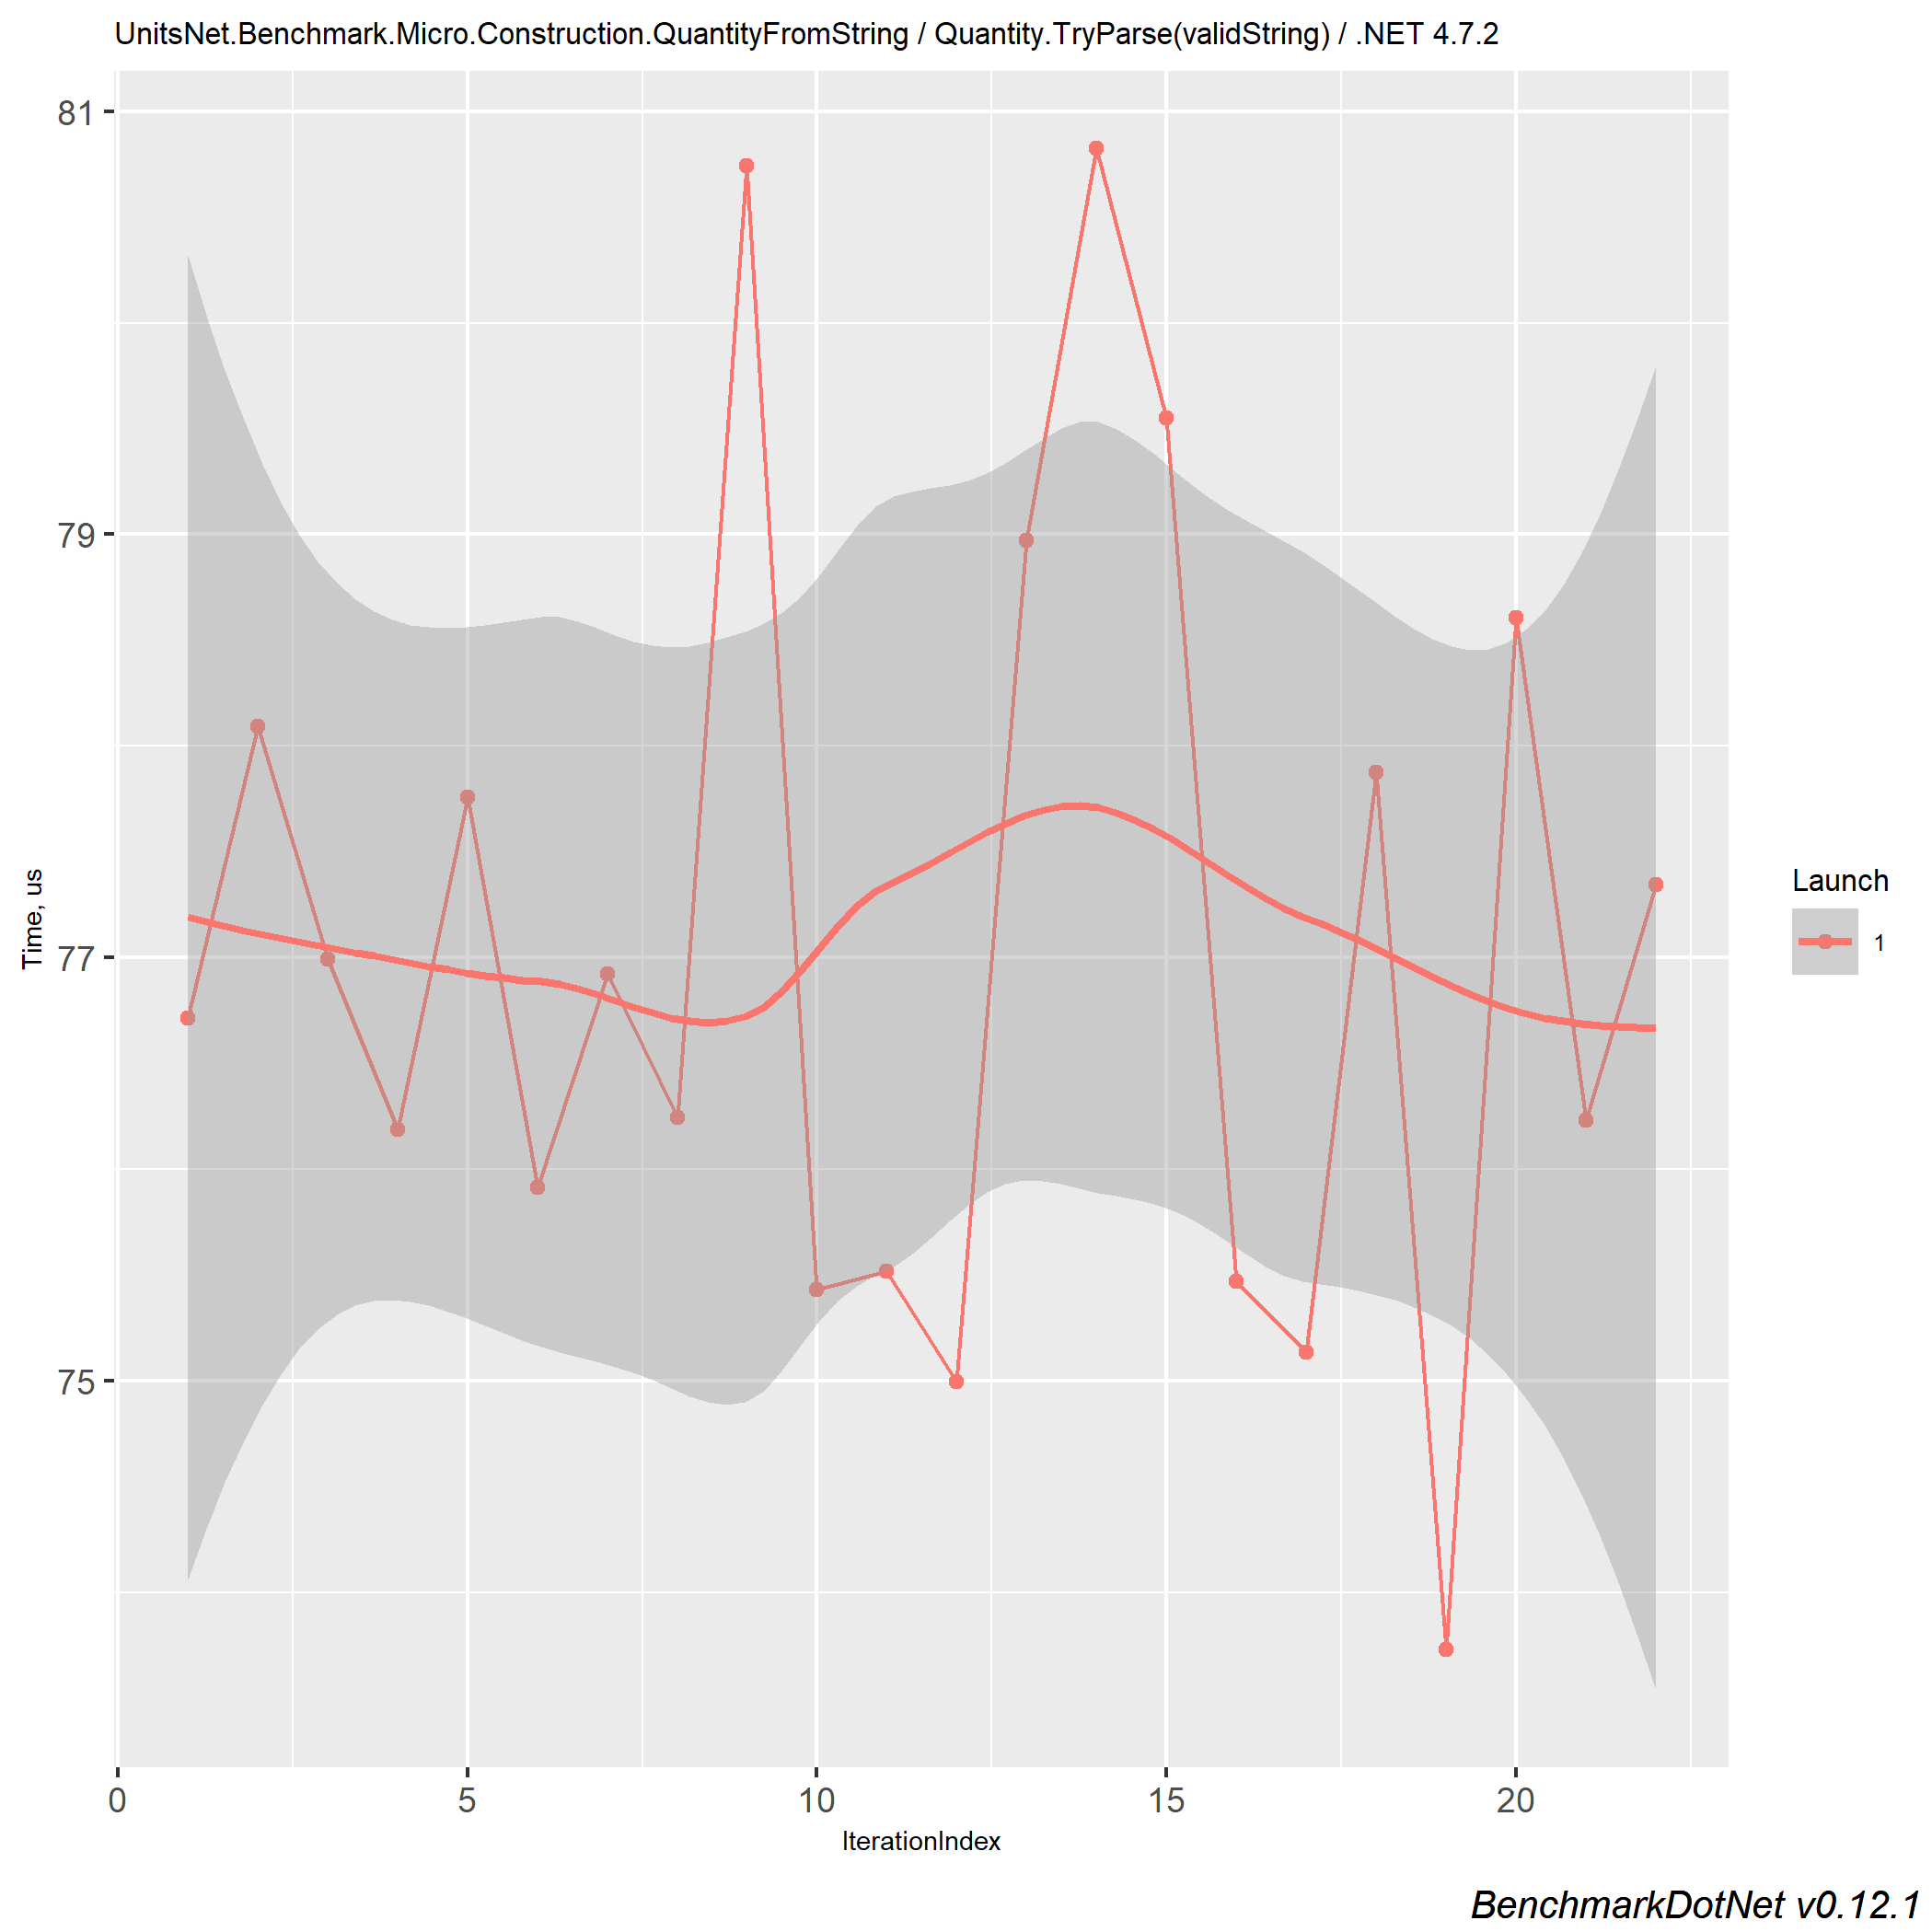 UnitsNet.Benchmark.Micro.Construction.QuantityFromString / Quantity.TryParse(validString) / .NET 4.7.2
81
79
77
75
Time, us
0 5 10 15 20
IterationIndex
Launch
1
BenchmarkDotNet v0.12.1